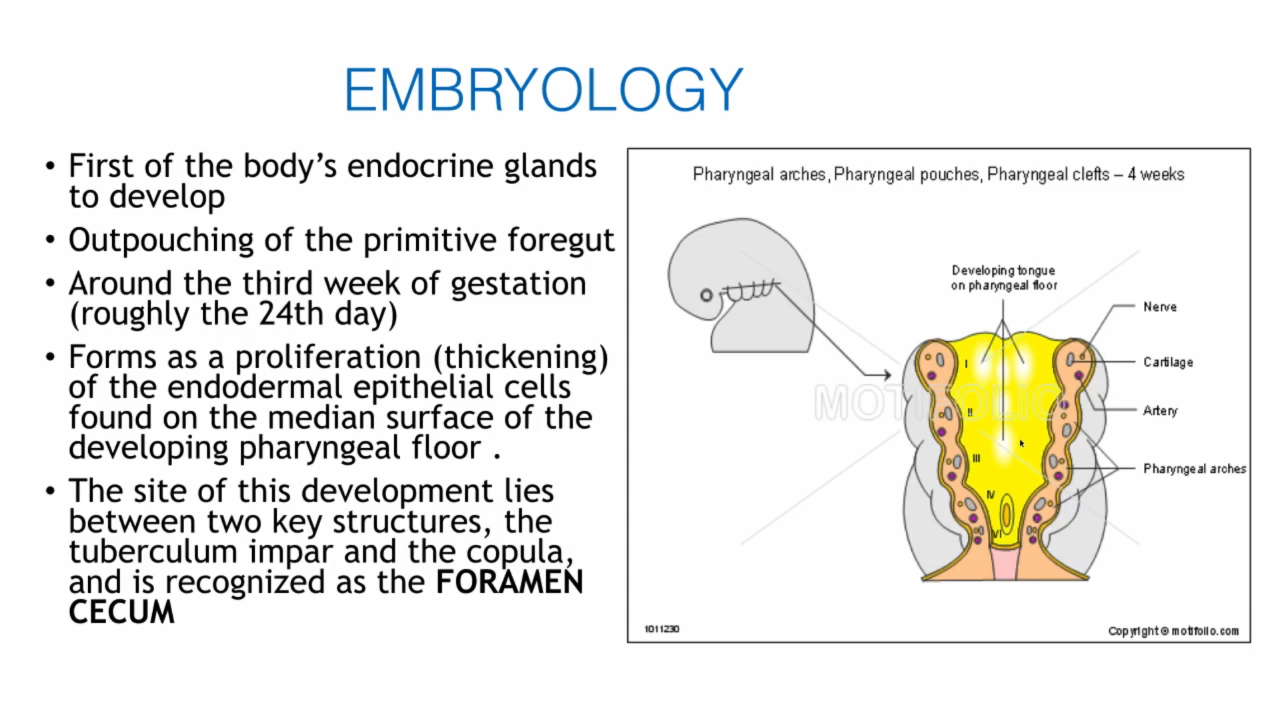 EMBRYOLOGY
• First of the body's endocrine glands
to develop
• Outpouching of the primitive foregut
• Around the third week of gestation
(roughly the 24th day)
• Forms as a proliferation (thickening)
of the endodermal epithelial cells
found on the median surface of the
developing pharyngeal floor .
• The site of this development lies
between two key structures, the
tuberculum impar and the copula,
and is recognized as the FORAMEN
CECUM
Pharyngeal arches, Pharyngeal pouches, Pharyngeal clefts – 4 weeks
Developing tongue
on pharyngeal floor
Nerve
Cartilage
Artery
Pharyngeal arches
I
II
III
IV
VI
MOTIFOLIO
1011230
Copyright © motifolio.com